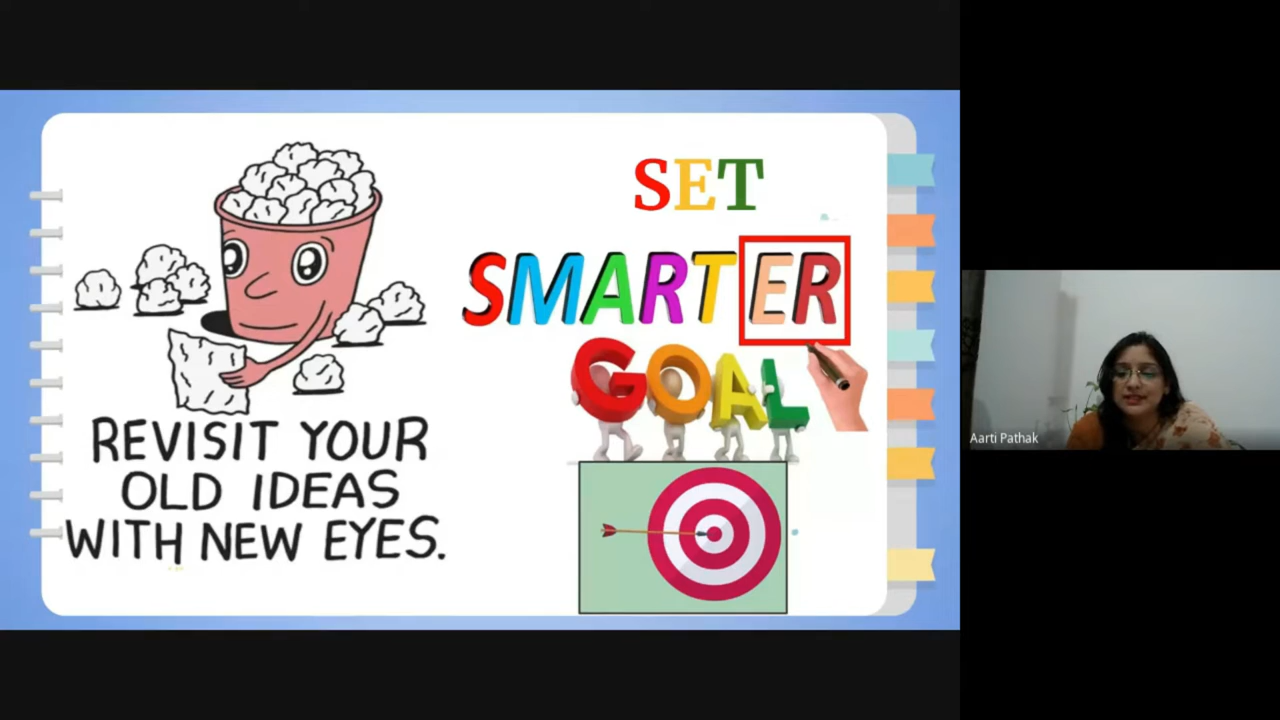 REVISIT YOUR
OLD IDEAS
WITH NEW EYES.
SET
SMARTER
GOAL
Aarti Pathak